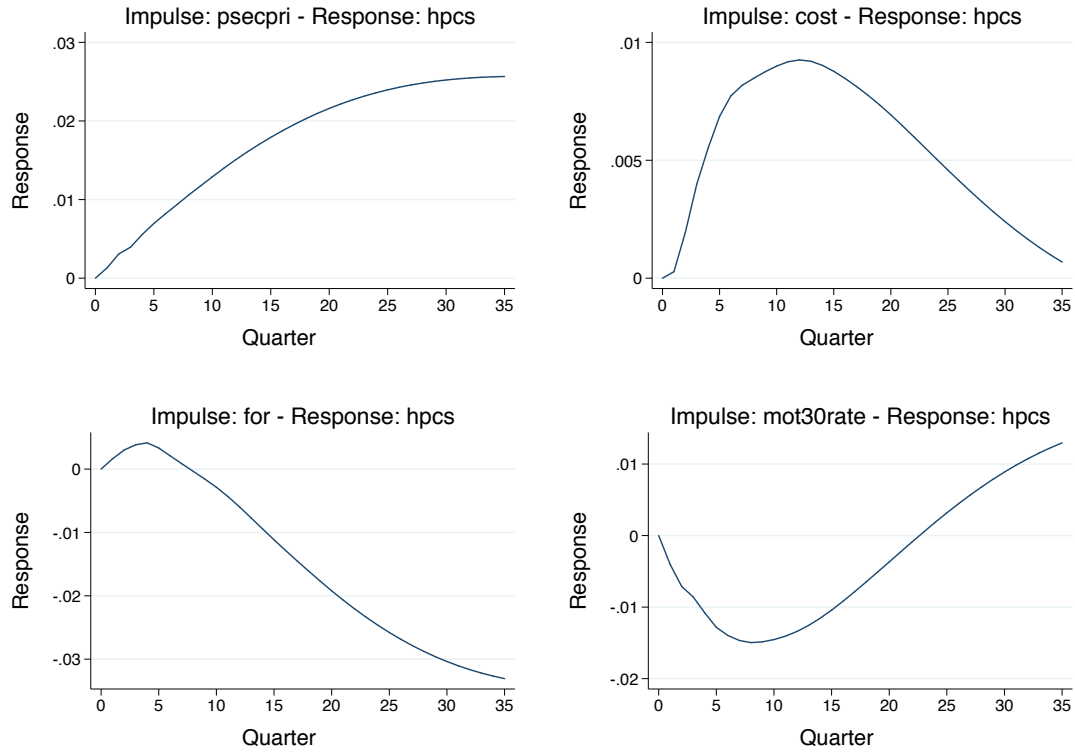 Impulse: psecpri - Response: hpcs
.03
.02
.01
0
Response
0 5 10 15 20 25 30 35
Quarter
Impulse: cost - Response: hpcs
.01
.005
0
Response
0 5 10 15 20 25 30 35
Quarter
Impulse: for - Response: hpcs
0
-.01
-.02
-.03
Response
0 5 10 15 20 25 30 35
Quarter
Impulse: mot30rate - Response: hpcs
.01
0
-.01
-.02
Response
0 5 10 15 20 25 30 35
Quarter